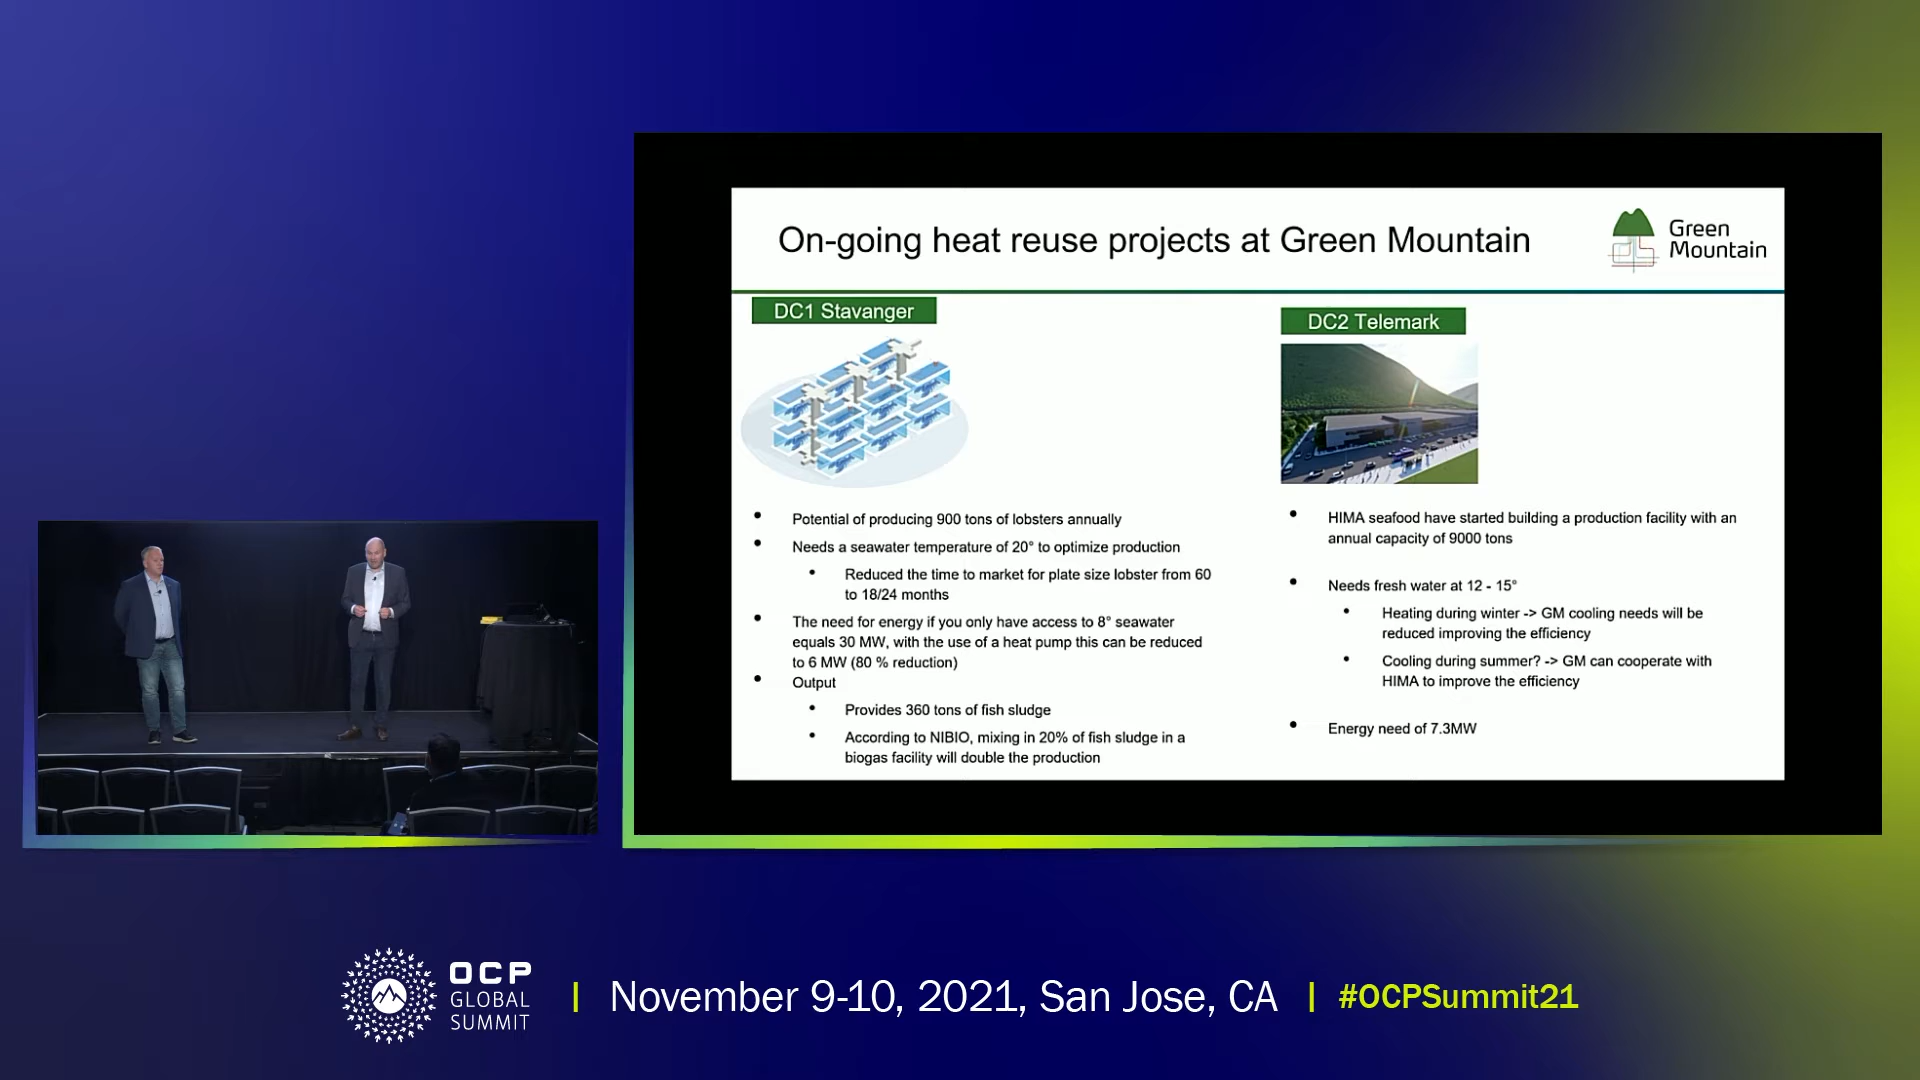 On-going heat reuse projects at Green Mountain
Green
Mountain
DC1 Stavanger
• Potential of producing 900 tons of lobsters annually
• Needs a seawater temperature of 20° to optimize production
• Reduced the time to market for plate size lobster from 60
to 18/24 months
• The need for energy if you only have access to 8° seawater
equals 30 MW, with the use of a heat pump this can be reduced
to 6 MW (80 % reduction)
• Output
• Provides 360 tons of fish sludge
• According to NIBIO, mixing in 20% of fish sludge in a
biogas facility will double the production
DC2 Telemark
• HIMA seafood have started building a production facility with an
annual capacity of 9000 tons
• Needs fresh water at 12 - 15°
• Heating during winter -> GM cooling needs will be
reduced improving the efficiency
• Cooling during summer? -> GM can cooperate with
HIMA to improve the efficiency
• Energy need of 7.3MW
OCP
GLOBAL
SUMMIT
| November 9-10, 2021, San Jose, CA | #OCPSummit21